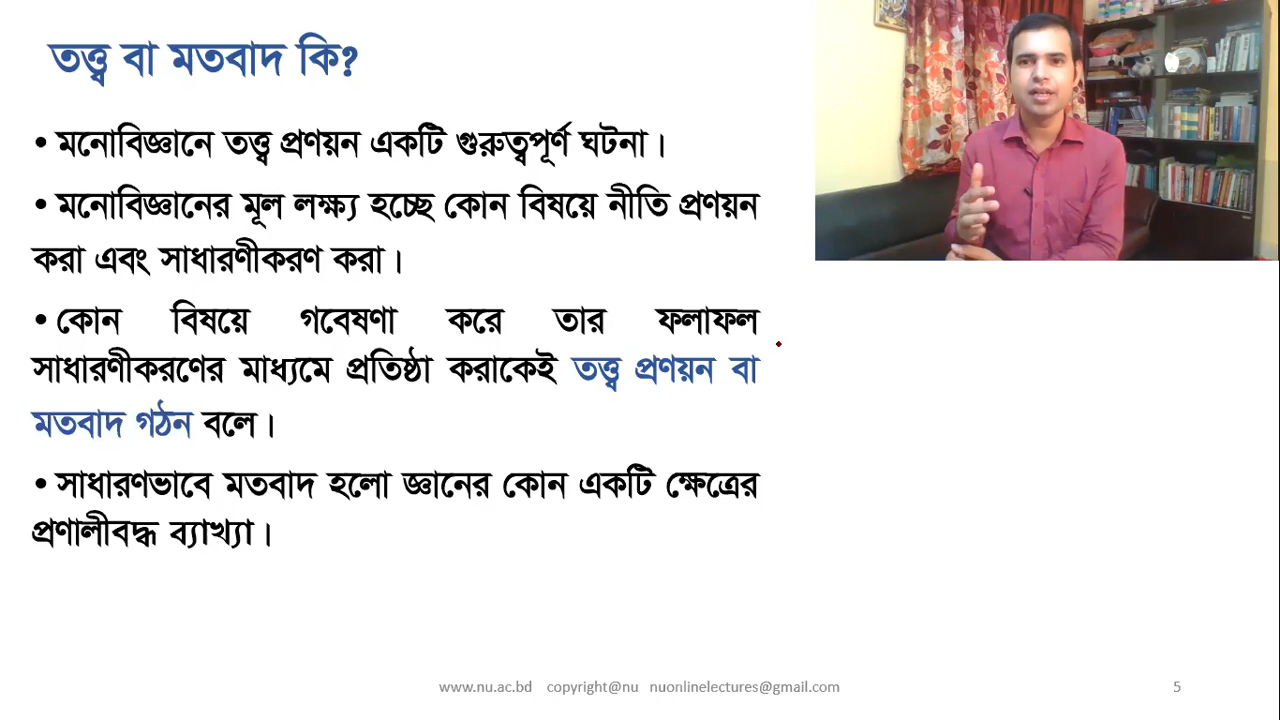 তত্ত্ব বা মতবাদ কি?
• মনোবিজ্ঞানে তত্ত্ব প্রণয়ন একটি গুরুত্বপূর্ণ ঘটনা।
• মনোবিজ্ঞানের মূল লক্ষ্য হচ্ছে কোন বিষয়ে নীতি প্রণয়ন
করা এবং সাধারণীকরণ করা।
• কোন বিষয়ে গবেষণা করে তার ফলাফল
সাধারণীকরণের মাধ্যমে প্রতিষ্ঠা করাকেই তত্ত্ব প্রণয়ন বা
মতবাদ গঠন বলে।
• সাধারণভাবে মতবাদ হলো জ্ঞানের কোন একটি ক্ষেত্রের
প্রণালীবদ্ধ ব্যাখ্যা।
www.nu.ac.bd copyright@nu nuonlinelectures@gmail.com 5